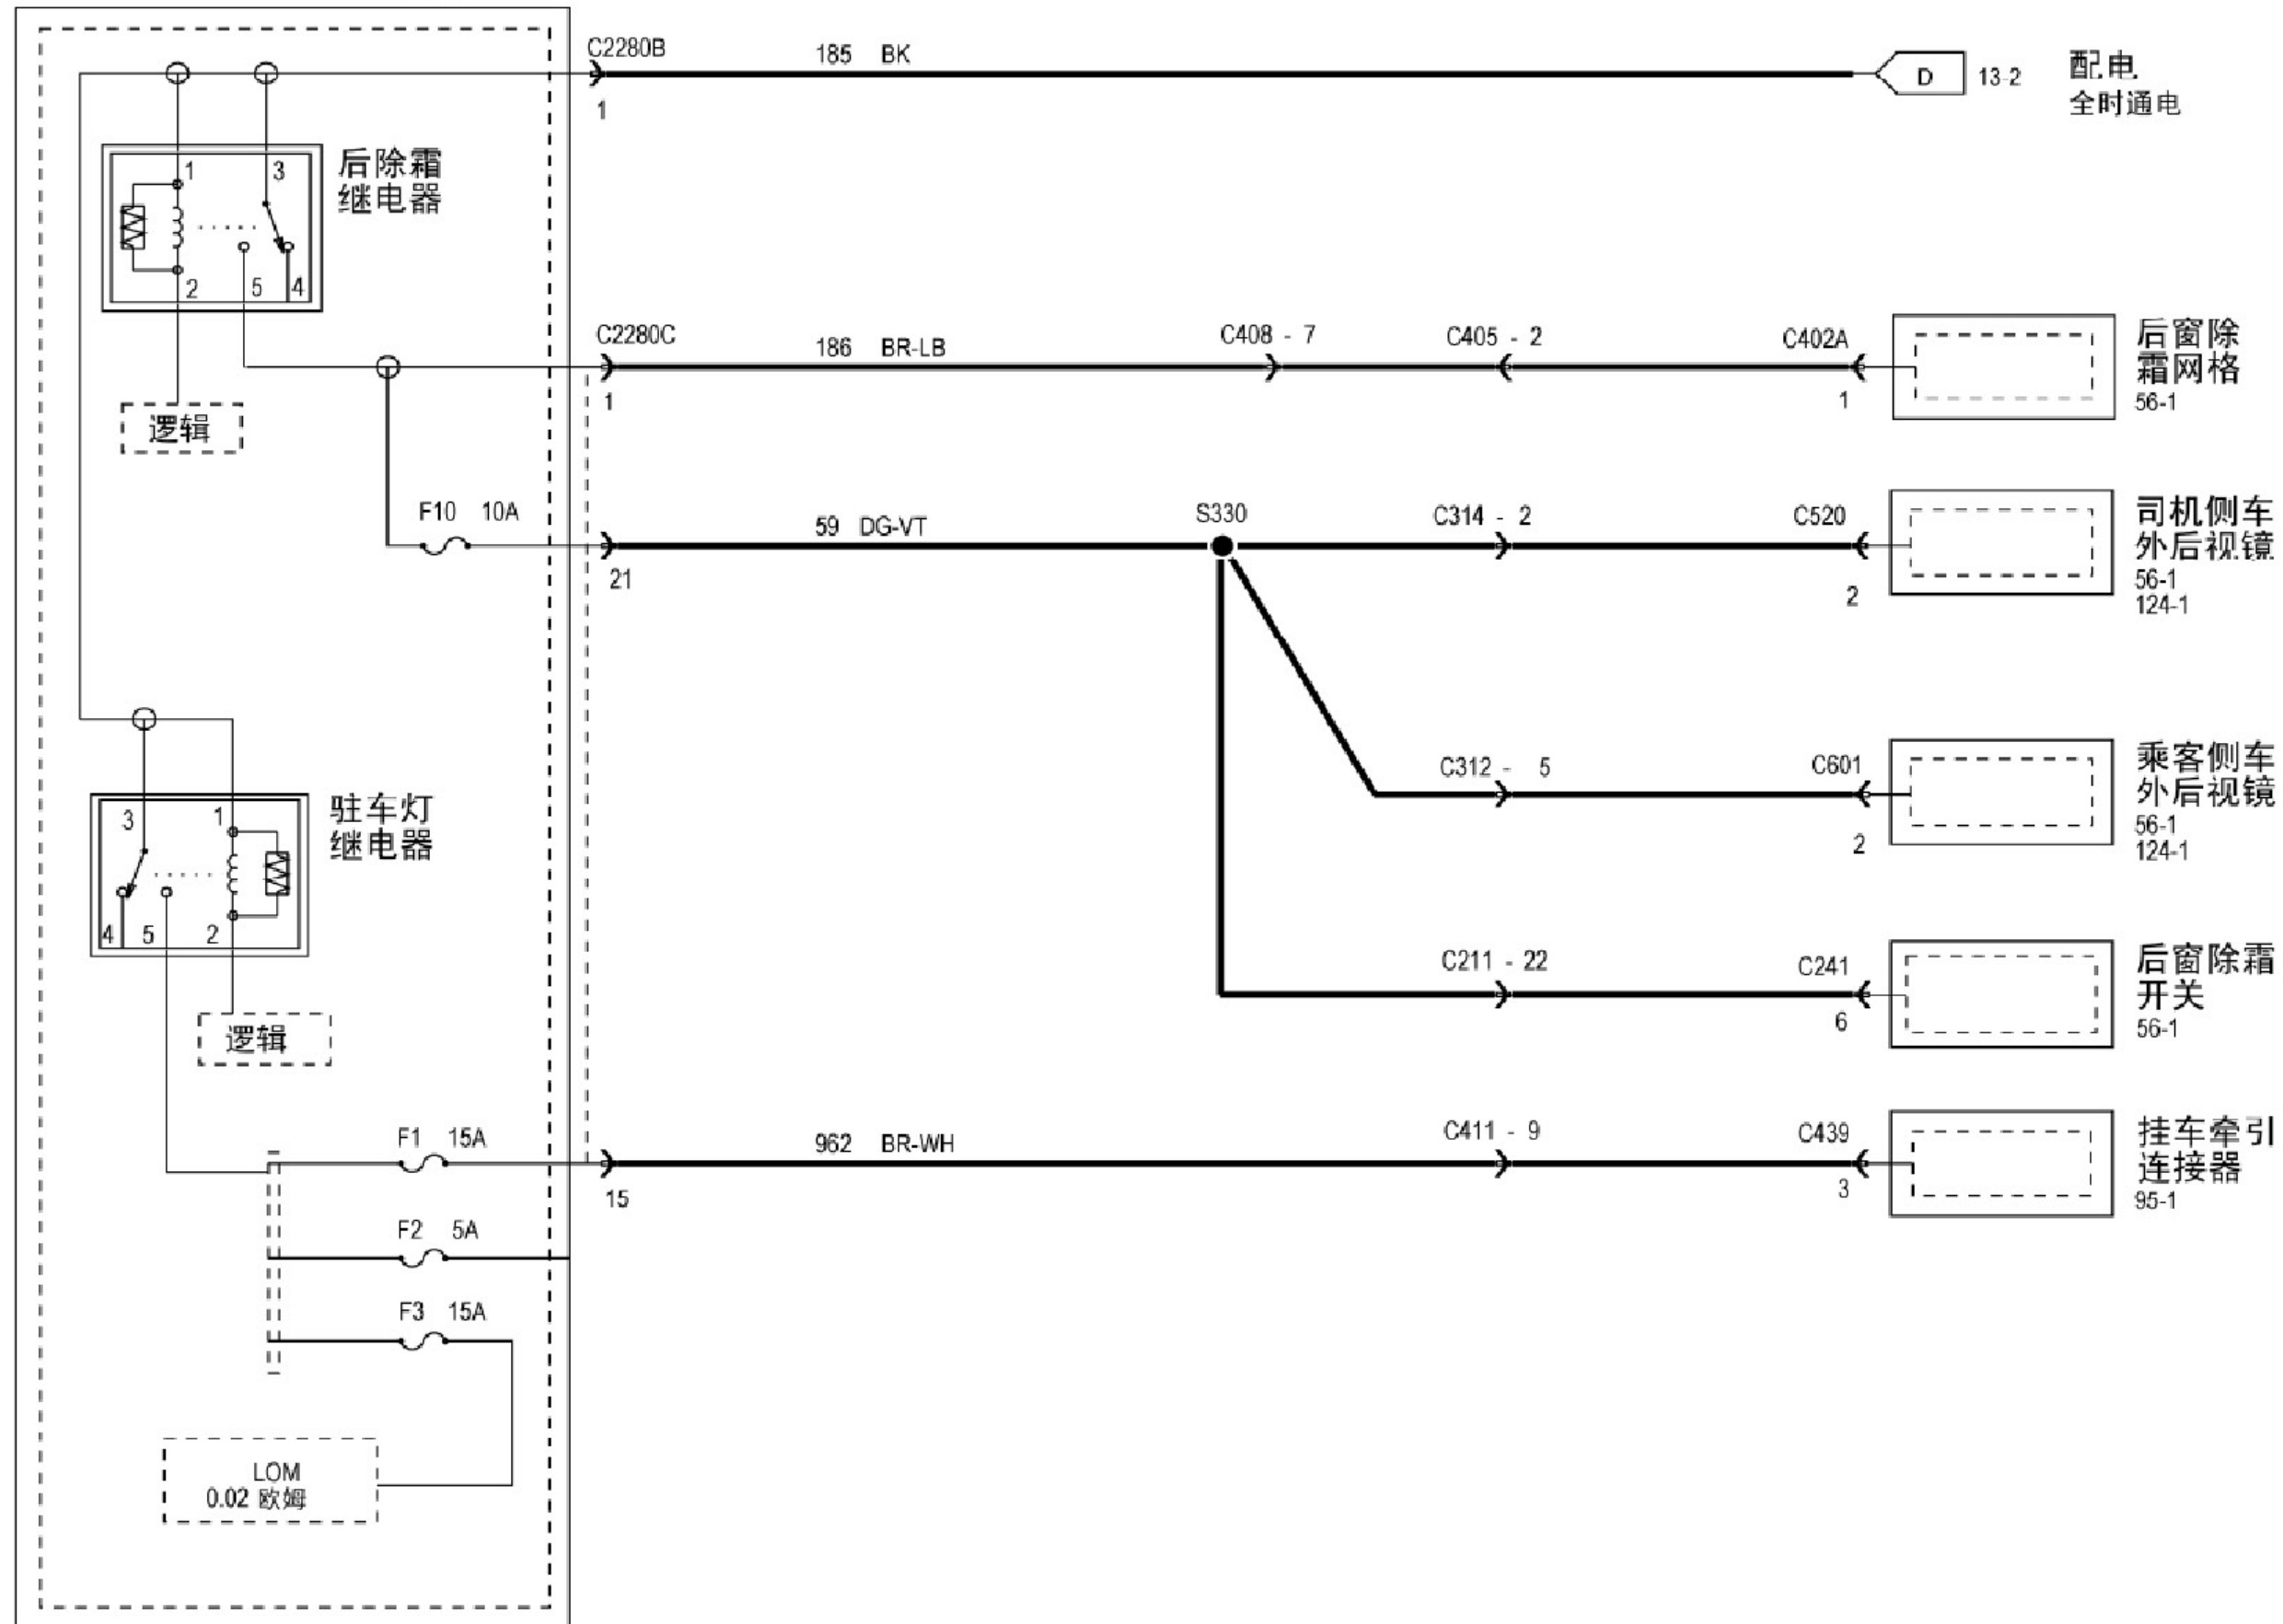 C2280B
185 BK
1
D
13-2
配电
全时通电
后除霜
继电器
1
3
2
5
4
逻辑
C2280C
186 BR-LB
C408 - 7
C405 - 2
C402A
1
1
后窗除
霜网格
56-1
F10 10A
59 DG-VT
S330
C314 - 2
C520
21
2
司机侧车
外后视镜
56-1
124-1
C312 - 5
C601
2
乘客侧车
外后视镜
56-1
124-1
驻车灯
继电器
3
1
4
5
2
逻辑
C211 - 22
C241
6
后窗除霜
开关
56-1
F1 15A
962 BR-WH
C411 - 9
C439
15
3
挂车牵引
连接器
95-1
F2 5A
F3 15A
LOM
0.02 欧姆